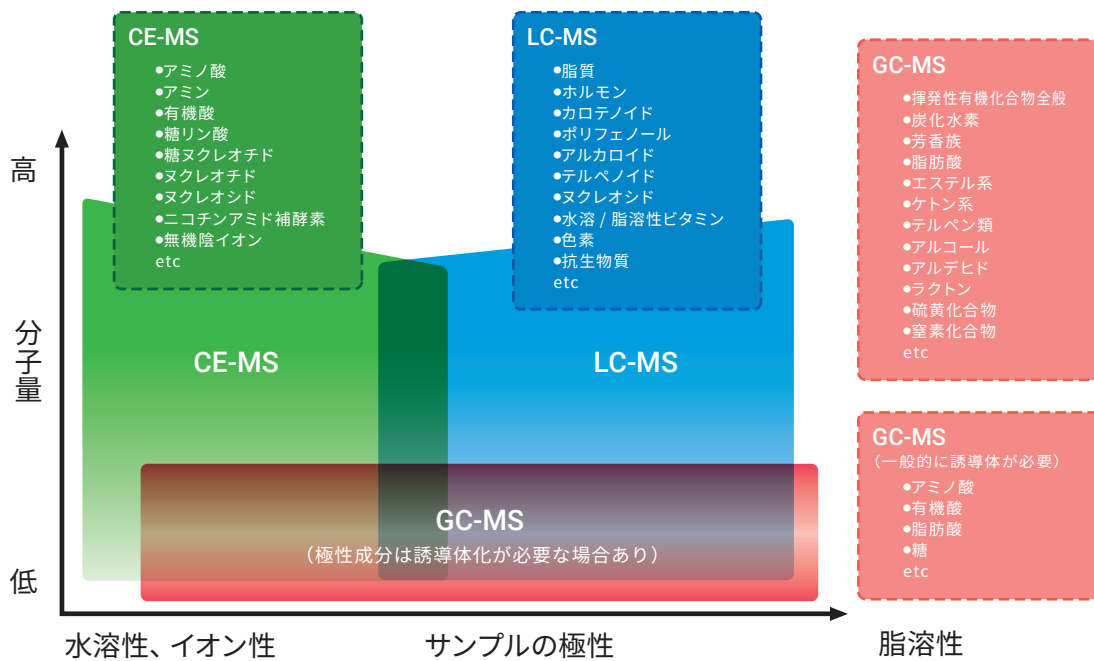 CE-MS
●アミノ酸
●アミン
●有機酸
●糖リン酸
●糖ヌクレオチド
●ヌクレオチド
●ヌクレオシド
●ニコチンアミド補酵素
●無機陰イオン
etc
LC-MS
●脂質
●ホルモン
●カロテノイド
●ポリフェノール
●アルカロイド
●テルペノイド
●ヌクレオシド
●水溶 / 脂溶性ビタミン
●色素
●抗生物質
etc
GC-MS
●揮発性有機化合物全般
●炭化水素
●芳香族
●脂肪酸
●エステル系
●ケトン系
●テルペン類
●アルコール
●アルデヒド
●ラクトン
●硫黄化合物
●窒素化合物
etc
GC-MS
（一般的に誘導体が必要）
●アミノ酸
●有機酸
●脂肪酸
●糖
etc
高
分子量
低
CE-MS
LC-MS
GC-MS
（極性成分は誘導体化が必要な場合あり）
水溶性、イオン性
サンプルの極性
脂溶性